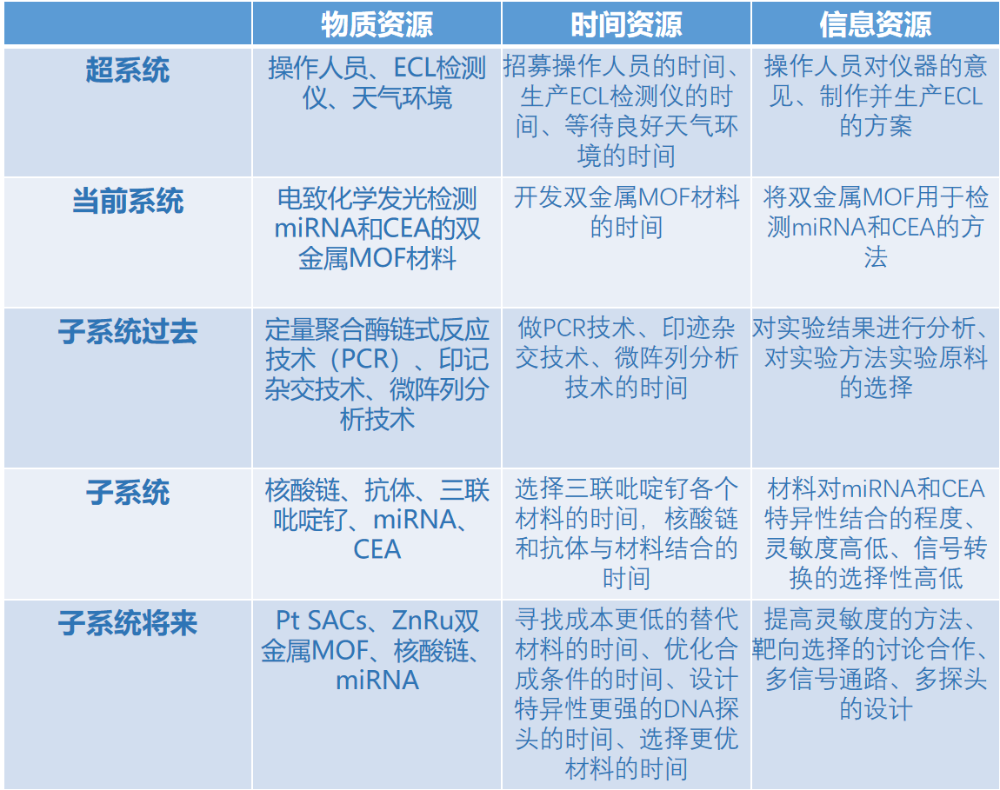 物质资源
时间资源
信息资源
超系统
操作人员、ECL检测
仪、天气环境
招募操作人员的时间、
生产ECL检测仪的时
间、等待良好天气环
境的时间
操作人员对仪器的意
见、制作并生产ECL
的方案
当前系统
电致化学发光检测
miRNA和CEA的双
金属MOF材料
开发双金属MOF材料
的时间
将双金属MOF用于检
测miRNA和CEA的方
法
子系统过去
定量聚合酶链式反应
技术（PCR）、印记
杂交技术、微阵列分
析技术
做PCR技术、印迹杂
交技术、微阵列分析
技术的时间
对实验结果进行分析、
对实验方法实验原料
的选择
子系统
核酸链、抗体、三联
吡啶钌、miRNA、
CEA
选择三联吡啶钌各个
材料的时间，核酸链
和抗体与材料结合的
时间
材料对miRNA和CEA
特异性结合的程度、
灵敏度高低、信号转
换的选择性高低
子系统将来
Pt SACs、ZnRu双
金属MOF、核酸链、
miRNA
寻找成本更低的替代
材料的时间、优化合
成条件的时间、设计
特异性更强的DNA探
头的时间、选择更优
材料的时间
提高灵敏度的方法、
靶向选择的讨论合作、
多信号通路、多探头
的设计